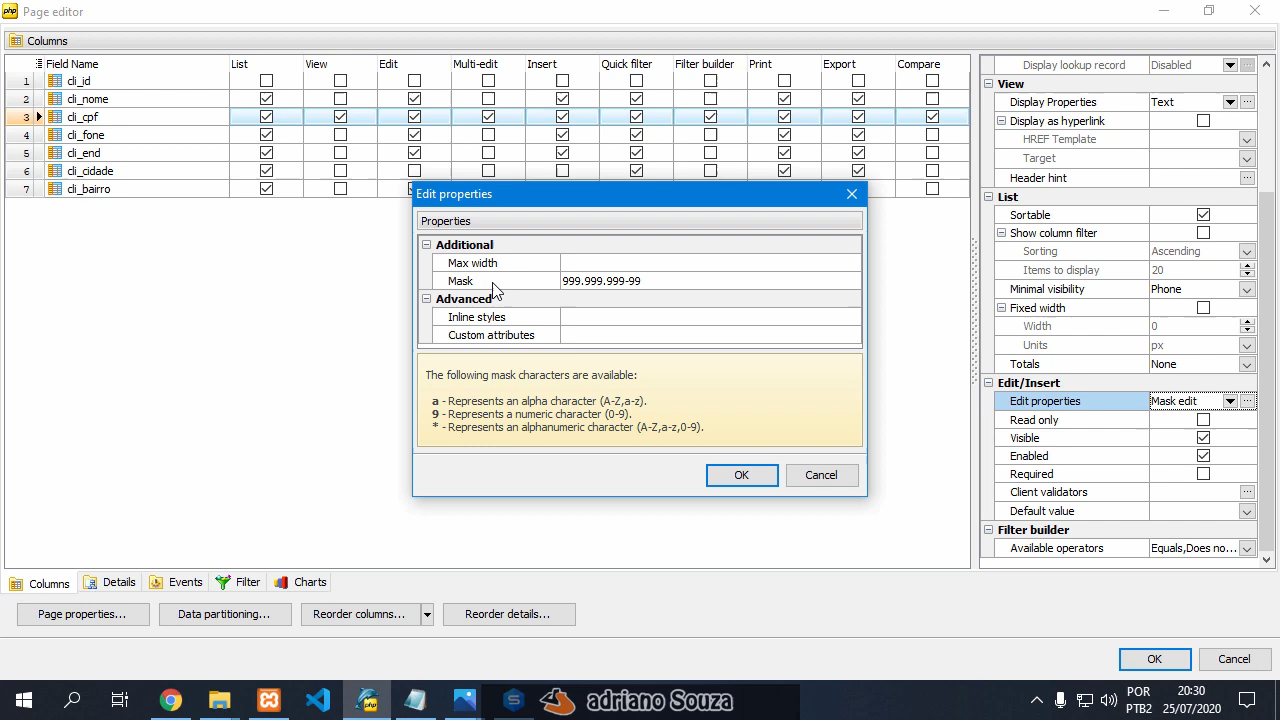 Page editor
Columns
Field Name List View Edit Multi-edit Insert Quick filter Filter builder Print Export Compare
1 cli_id
2 cli_nome
3 cli_cpf
4 cli_fone
5 cli_end
6 cli_cidade
7 cli_bairro
Display lookup record Disabled
View
Display Properties Text
Display as hyperlink
HREF Template
Target
Header hint
List
Sortable
Show column filter
Sorting Ascending
Items to display 20
Minimal visibility Phone
Fixed width
Width 0
Units px
Totals None
Edit/Insert
Edit properties Mask edit
Read only
Visible
Enabled
Required
Client validators
Default value
Filter builder
Available operators Equals,Does no...
Edit properties
Properties
Additional
Max width
Mask 999.999.999-99
Advanced
Inline styles
Custom attributes
The following mask characters are available:
a - Represents an alpha character (A-Z,a-z).
9 - Represents a numeric character (0-9).
* - Represents an alphanumeric character (A-Z,a-z,0-9).
OK Cancel
Columns Details Events Filter Charts
Page properties... Data partitioning... Reorder columns... Reorder details...
OK Cancel
adriano Souza
POR
PTB2
20:30
25/07/2020